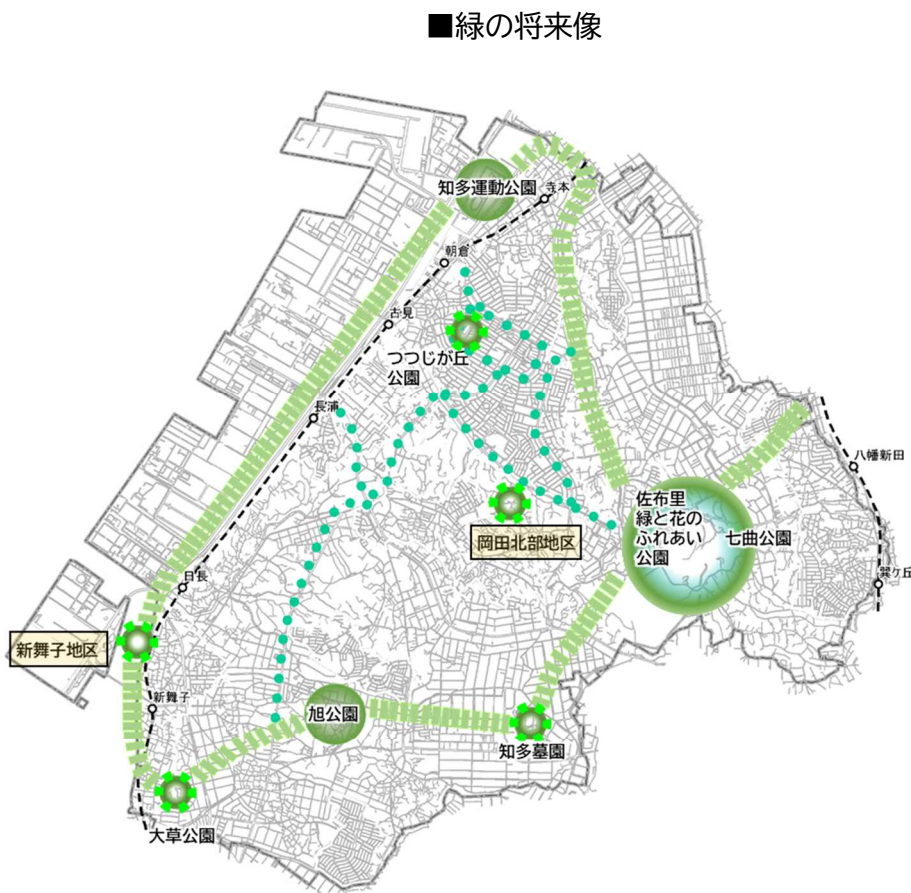 ■緑の将来像
知多運動公園
寺本
朝倉
古見
つつじが丘
公園
長浦
八幡新田
佐布里
緑と花の
ふれあい
公園
七曲公園
岡田北部地区
巽ケ丘
日長
新舞子地区
新舞子
旭公園
知多墓園
大草公園